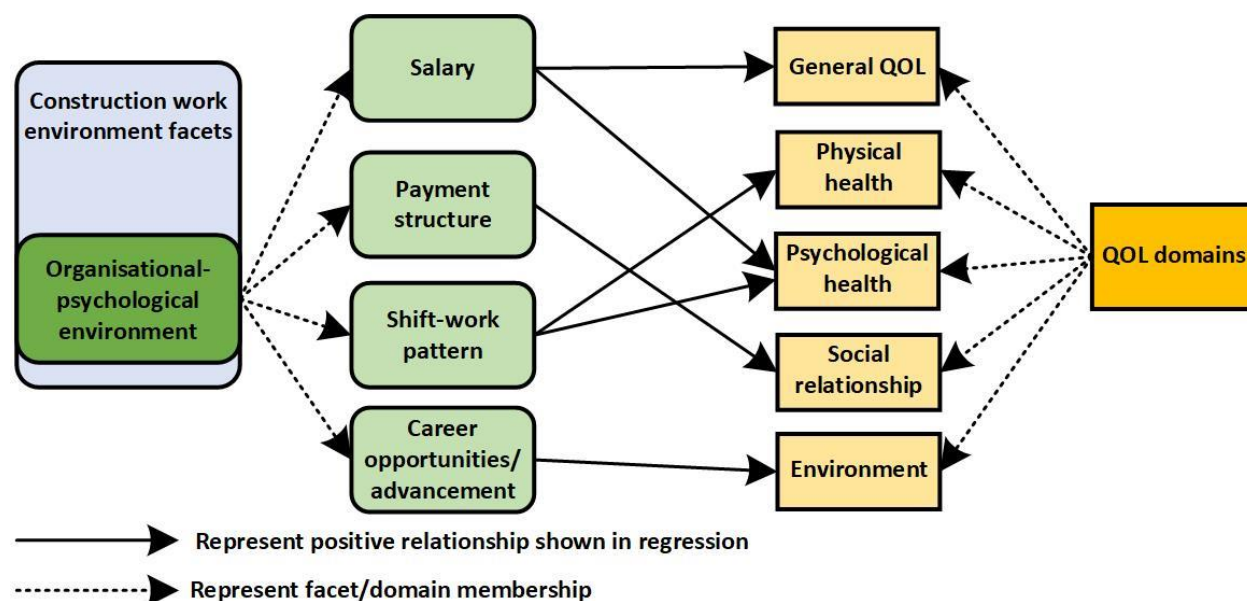 Construction work
environment facets
Organisational-
psychological
environment
Salary
Payment
structure
Shift-work
pattern
Career
opportunities/
advancement
General QOL
Physical
health
Psychological
health
Social
relationship
Environment
QOL domains
Represent positive relationship shown in regression
Represent facet/domain membership